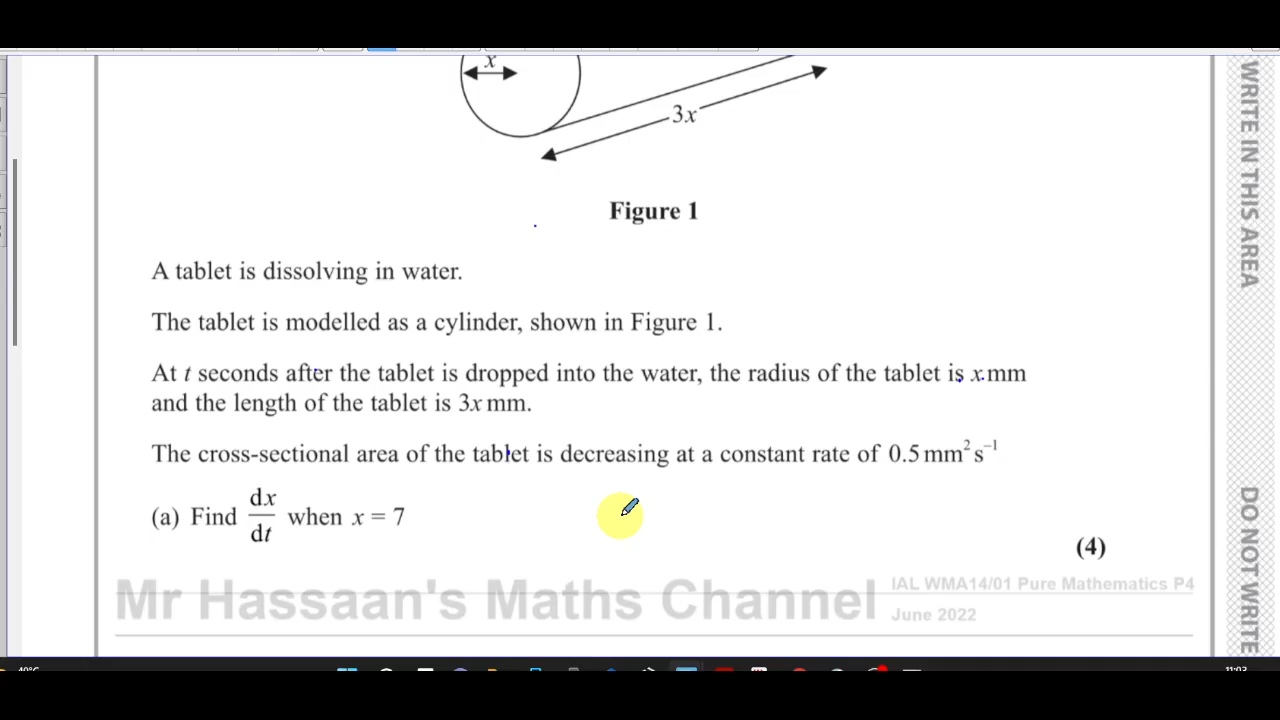 x
3x
Figure 1
A tablet is dissolving in water.
The tablet is modelled as a cylinder, shown in Figure 1.
At t seconds after the tablet is dropped into the water, the radius of the tablet is x mm
and the length of the tablet is 3x mm.
The cross-sectional area of the tablet is decreasing at a constant rate of 0.5 mm² s⁻¹
(a) Find dx/dt when x = 7
(4)
Mr Hassaan's Maths Channel
IAL WMA14/01 Pure Mathematics P4
June 2022
WRITE IN THIS AREA
DO NOT WRITE